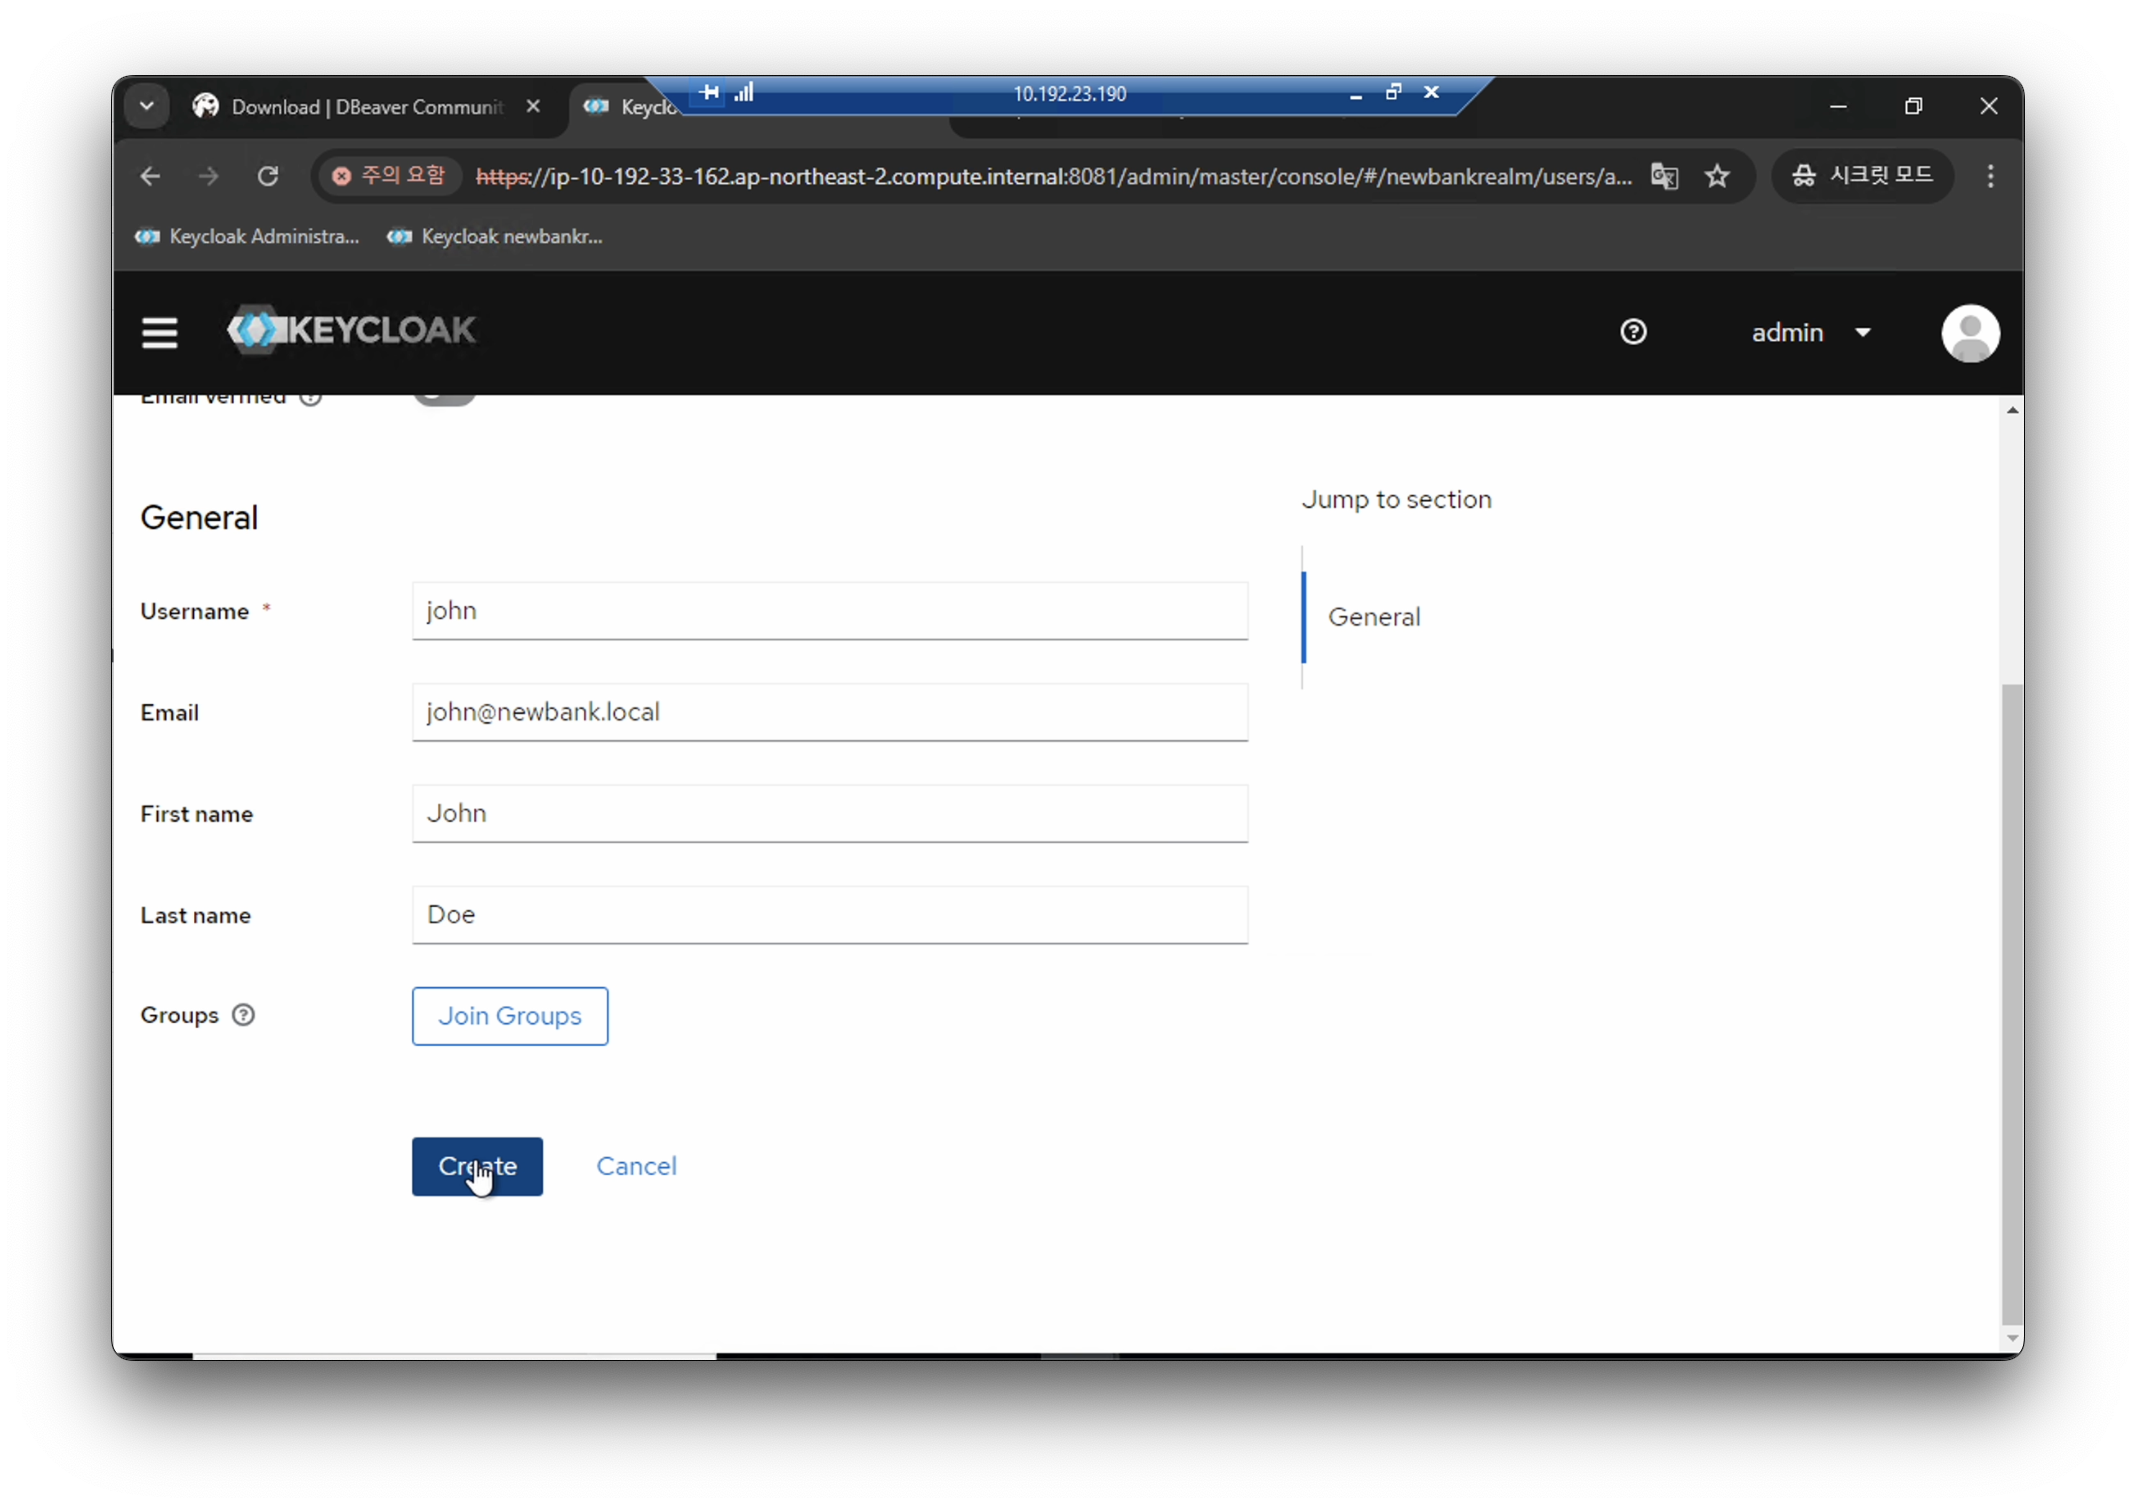 Download | DBeaver Communit
Keyclo
10.192.23.190
주의 요함
https://ip-10-192-33-162.ap-northeast-2.compute.internal:8081/admin/master/console/#/newbankrealm/users/a...
시크릿 모드
Keycloak Administra...
Keycloak newbankr...
KEYCLOAK
admin
Email verified
Jump to section
General
General
Username *
john
Email
john@newbank.local
First name
John
Last name
Doe
Groups
Join Groups
Create
Cancel